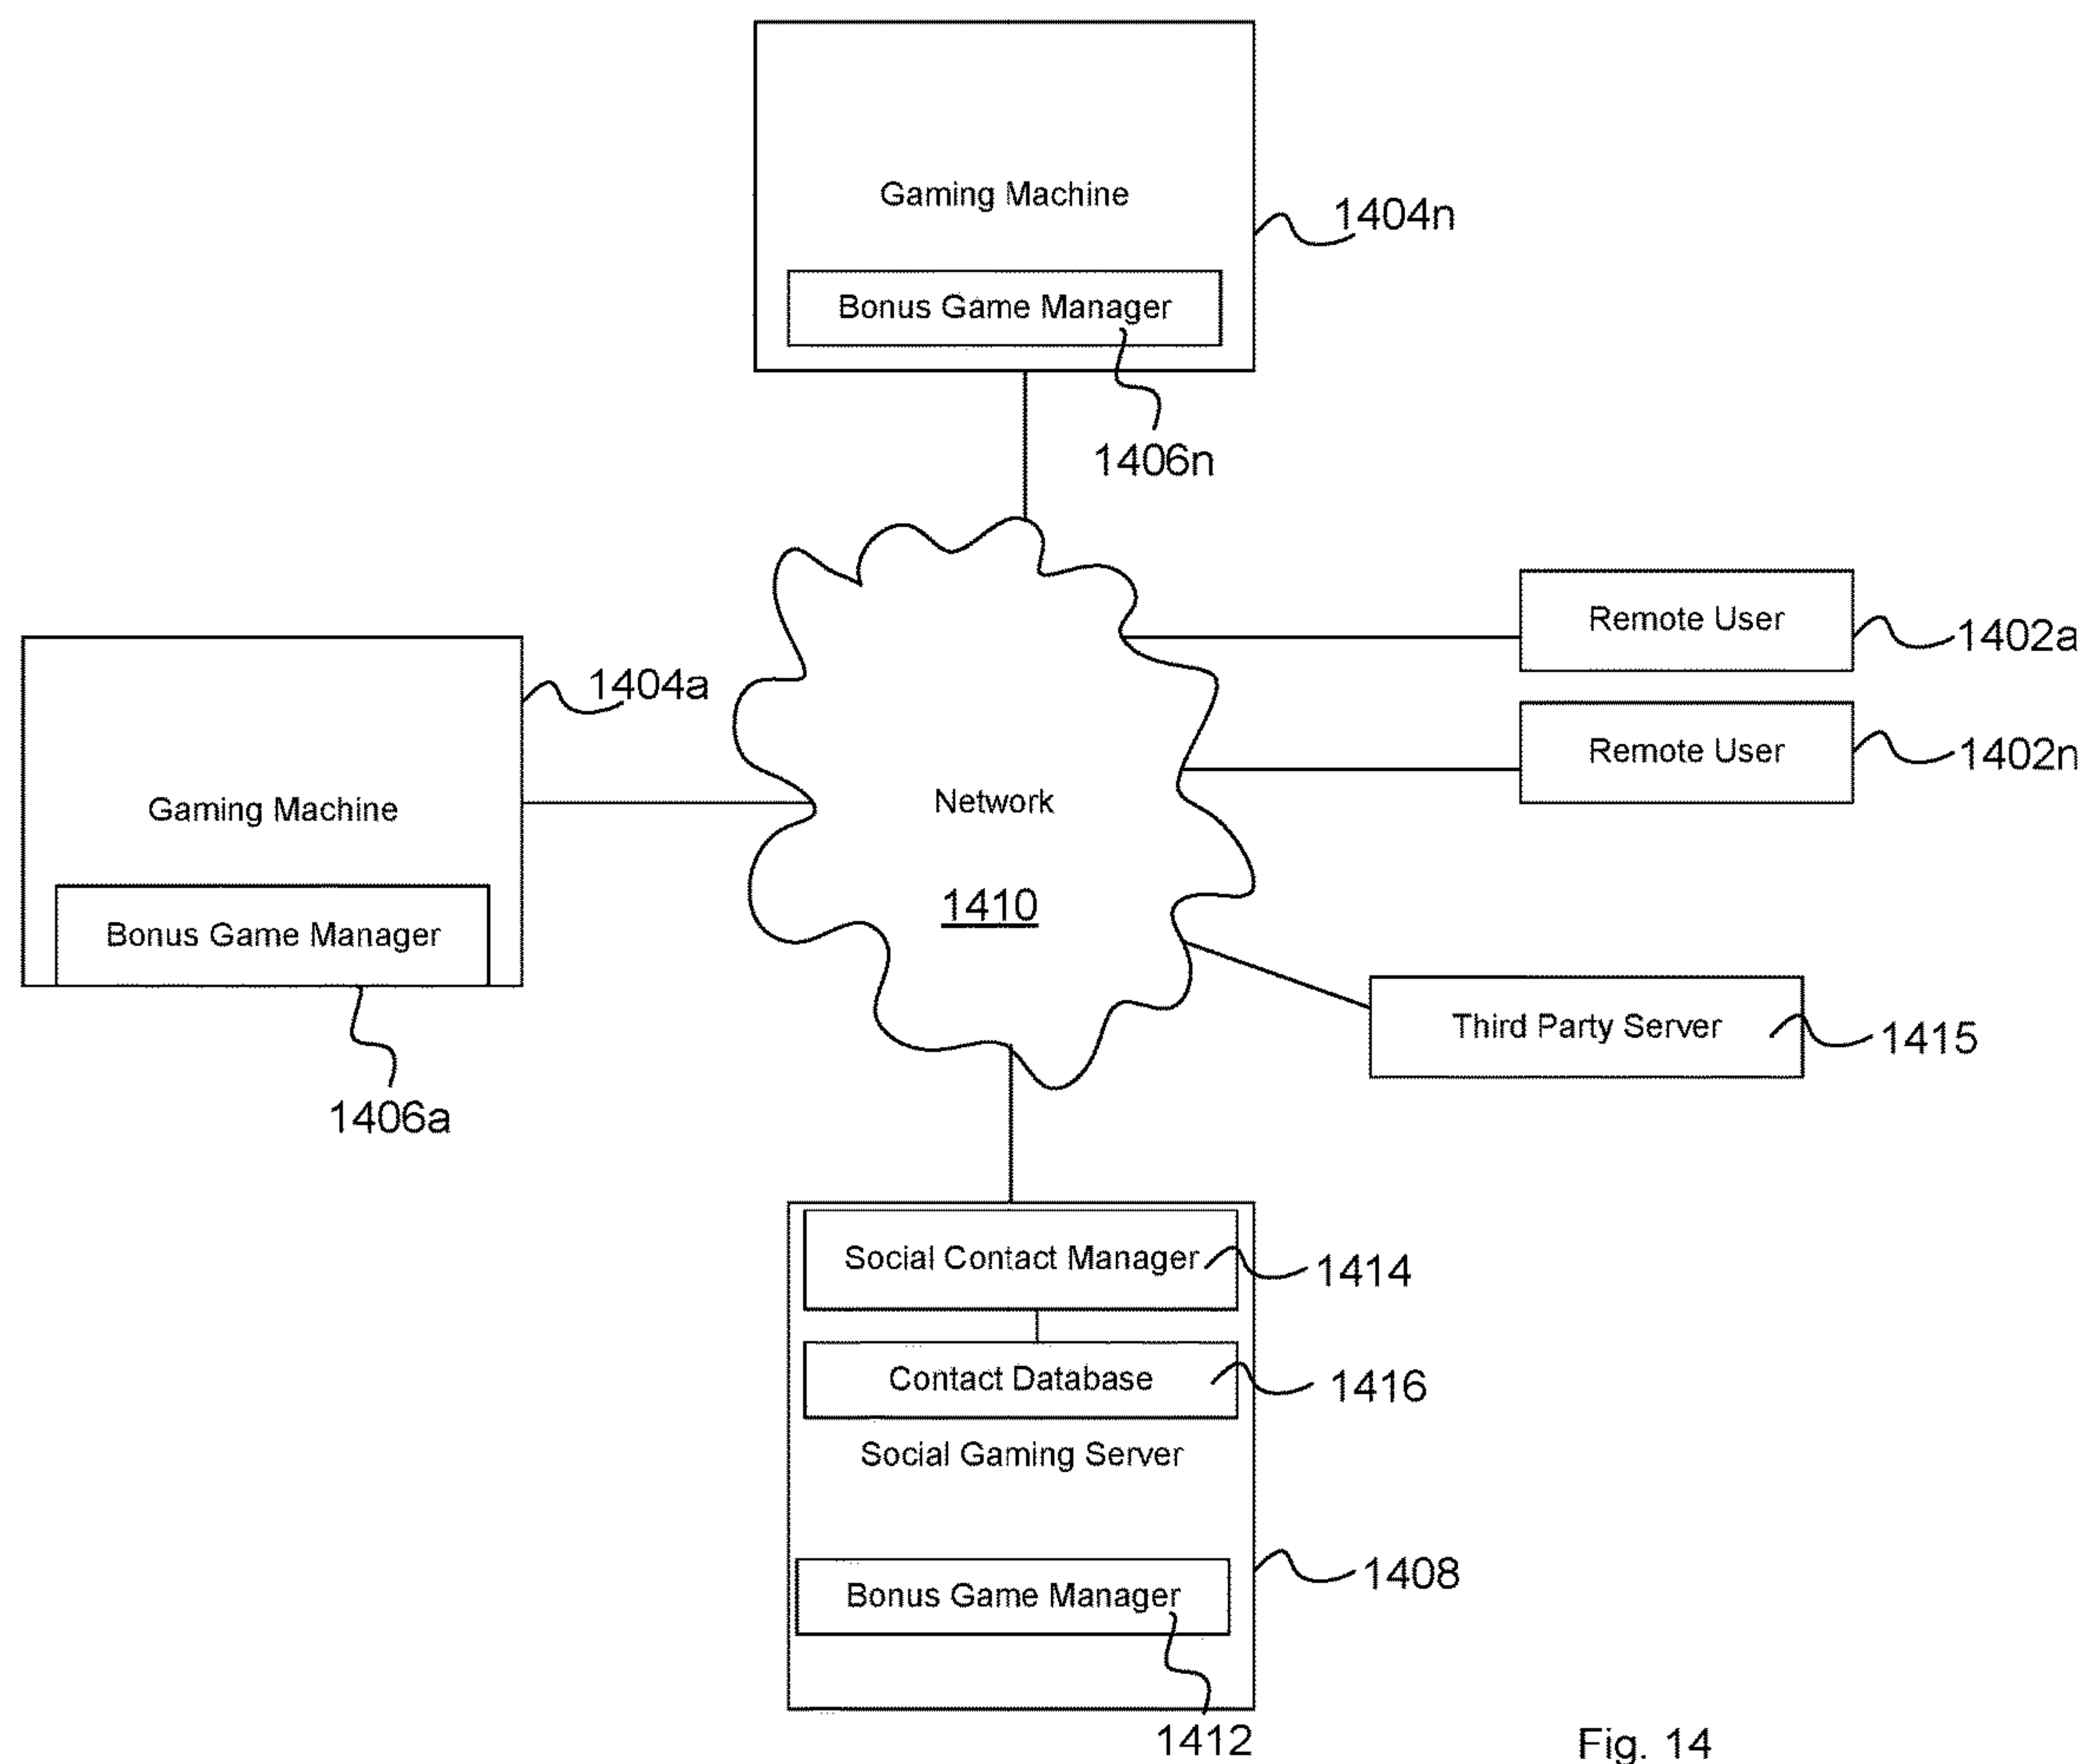 Gaming Machine
1404n
Bonus Game Manager
1406n
Remote User
1402a
1404a
Remote User
1402n
Gaming Machine
Network
1410
Bonus Game Manager
Third Party Server
1415
1406a
Social Contact Manager
1414
Contact Database
1416
Social Gaming Server
1408
Bonus Game Manager
1412
Fig. 14